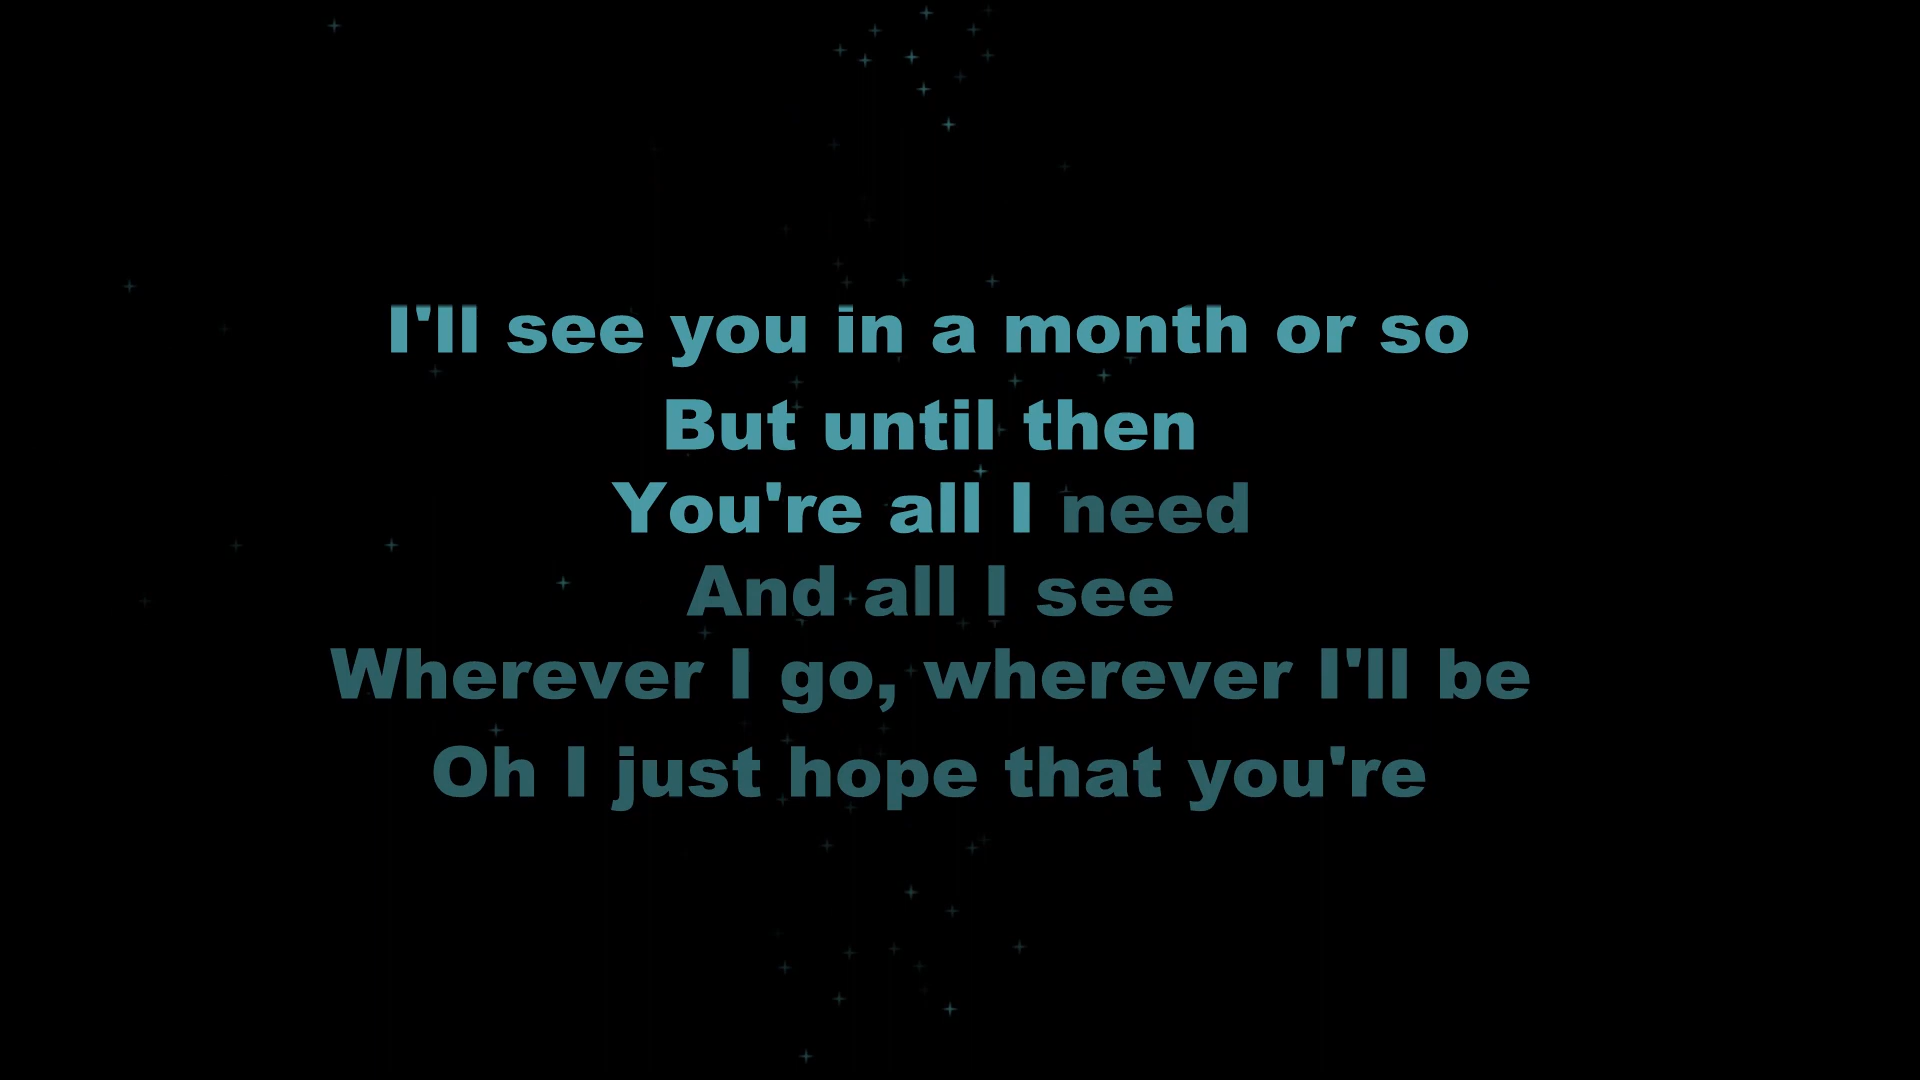 I'll see you in a month or so
But until then
You're all I need
And all I see
Wherever I go, wherever I'll be
Oh I just hope that you're